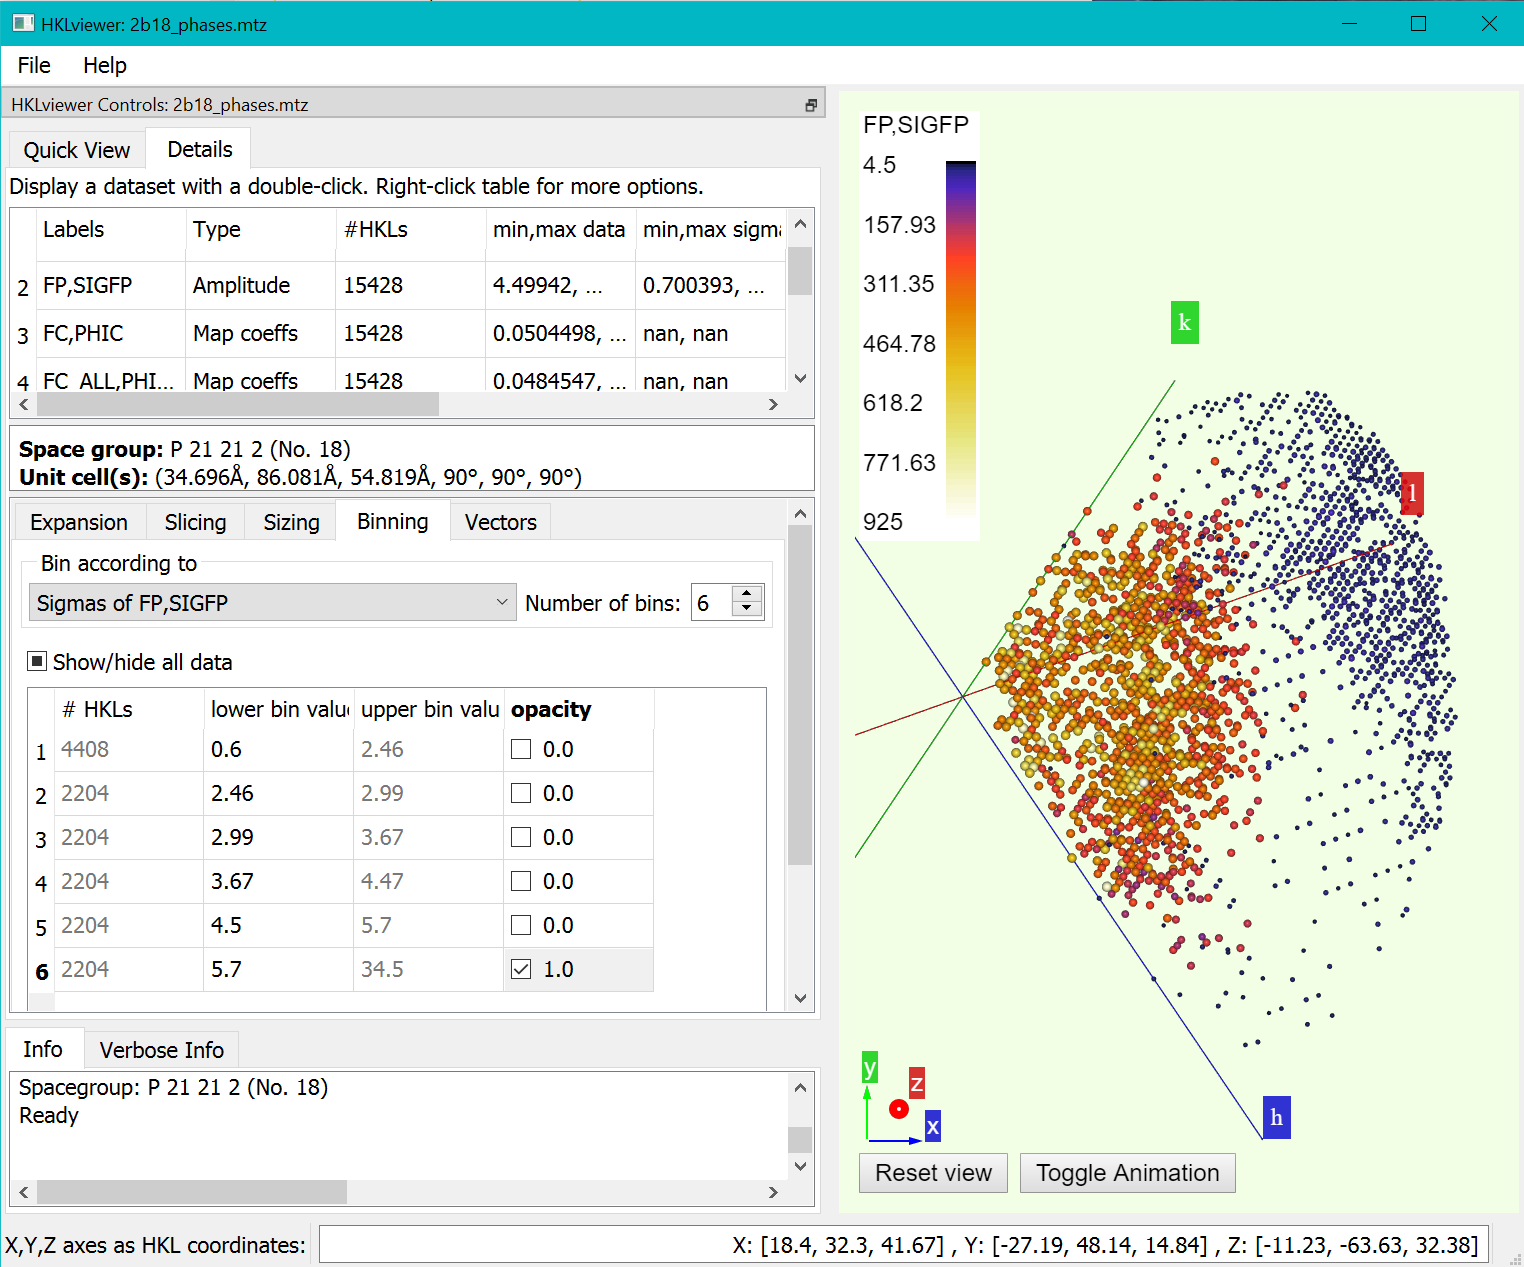 HKLviewer: 2b18_phases.mtz
File Help
HKLviewer Controls: 2b18_phases.mtz
Quick View Details
Display a dataset with a double-click. Right-click table for more options.
Labels Type #HKLs min,max data min,max sigma
2 FP,SIGFP Amplitude 15428 4.49942, ... 0.700393, ...
3 FC,PHIC Map coeffs 15428 0.0504498, ... nan, nan
4 FC_ALL,PHI... Map coeffs 15428 0.0484547, ... nan, nan
Space group: P 21 21 2 (No. 18)
Unit cell(s): (34.696Å, 86.081Å, 54.819Å, 90°, 90°, 90°)
Expansion Slicing Sizing Binning Vectors
Bin according to
Sigmas of FP,SIGFP Number of bins: 6
Show/hide all data
# HKLs lower bin value upper bin valu opacity
1 4408 0.6 2.46 0.0
2 2204 2.46 2.99 0.0
3 2204 2.99 3.67 0.0
4 2204 3.67 4.47 0.0
5 2204 4.5 5.7 0.0
6 2204 5.7 34.5 1.0
Info Verbose Info
Spacegroup: P 21 21 2 (No. 18)
Ready
FP,SIGFP
4.5
157.93
311.35
464.78
618.2
771.63
925
k
l
h
y
z
x
Reset view Toggle Animation
X,Y,Z axes as HKL coordinates: X: [18.4, 32.3, 41.67] , Y: [-27.19, 48.14, 14.84] , Z: [-11.23, -63.63, 32.38]